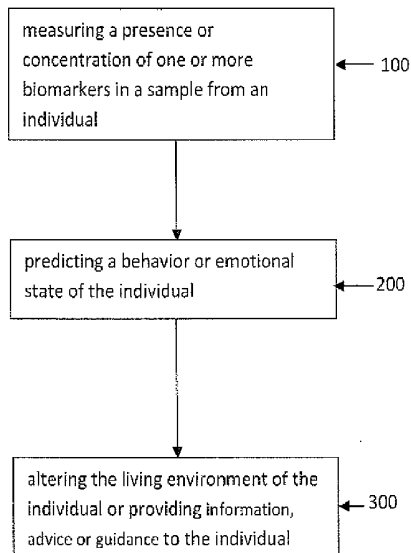 measuring a presence or
concentration of one or more
biomarkers in a sample from an
individual
100
predicting a behavior or emotional
state of the individual
200
altering the living environment of the
individual or providing information,
advice or guidance to the individual
300